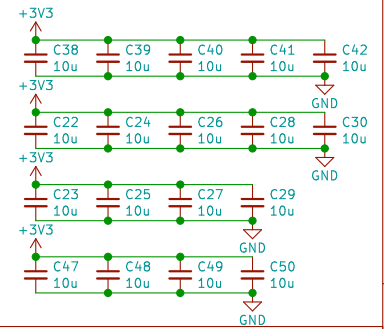 +3V3
C38 C39 C40 C41 C42
10u 10u 10u 10u 10u
GND
+3V3
C22 C24 C26 C28 C30
10u 10u 10u 10u 10u
GND
+3V3
C23 C25 C27 C29
10u 10u 10u 10u
GND
+3V3
C47 C48 C49 C50
10u 10u 10u 10u
GND